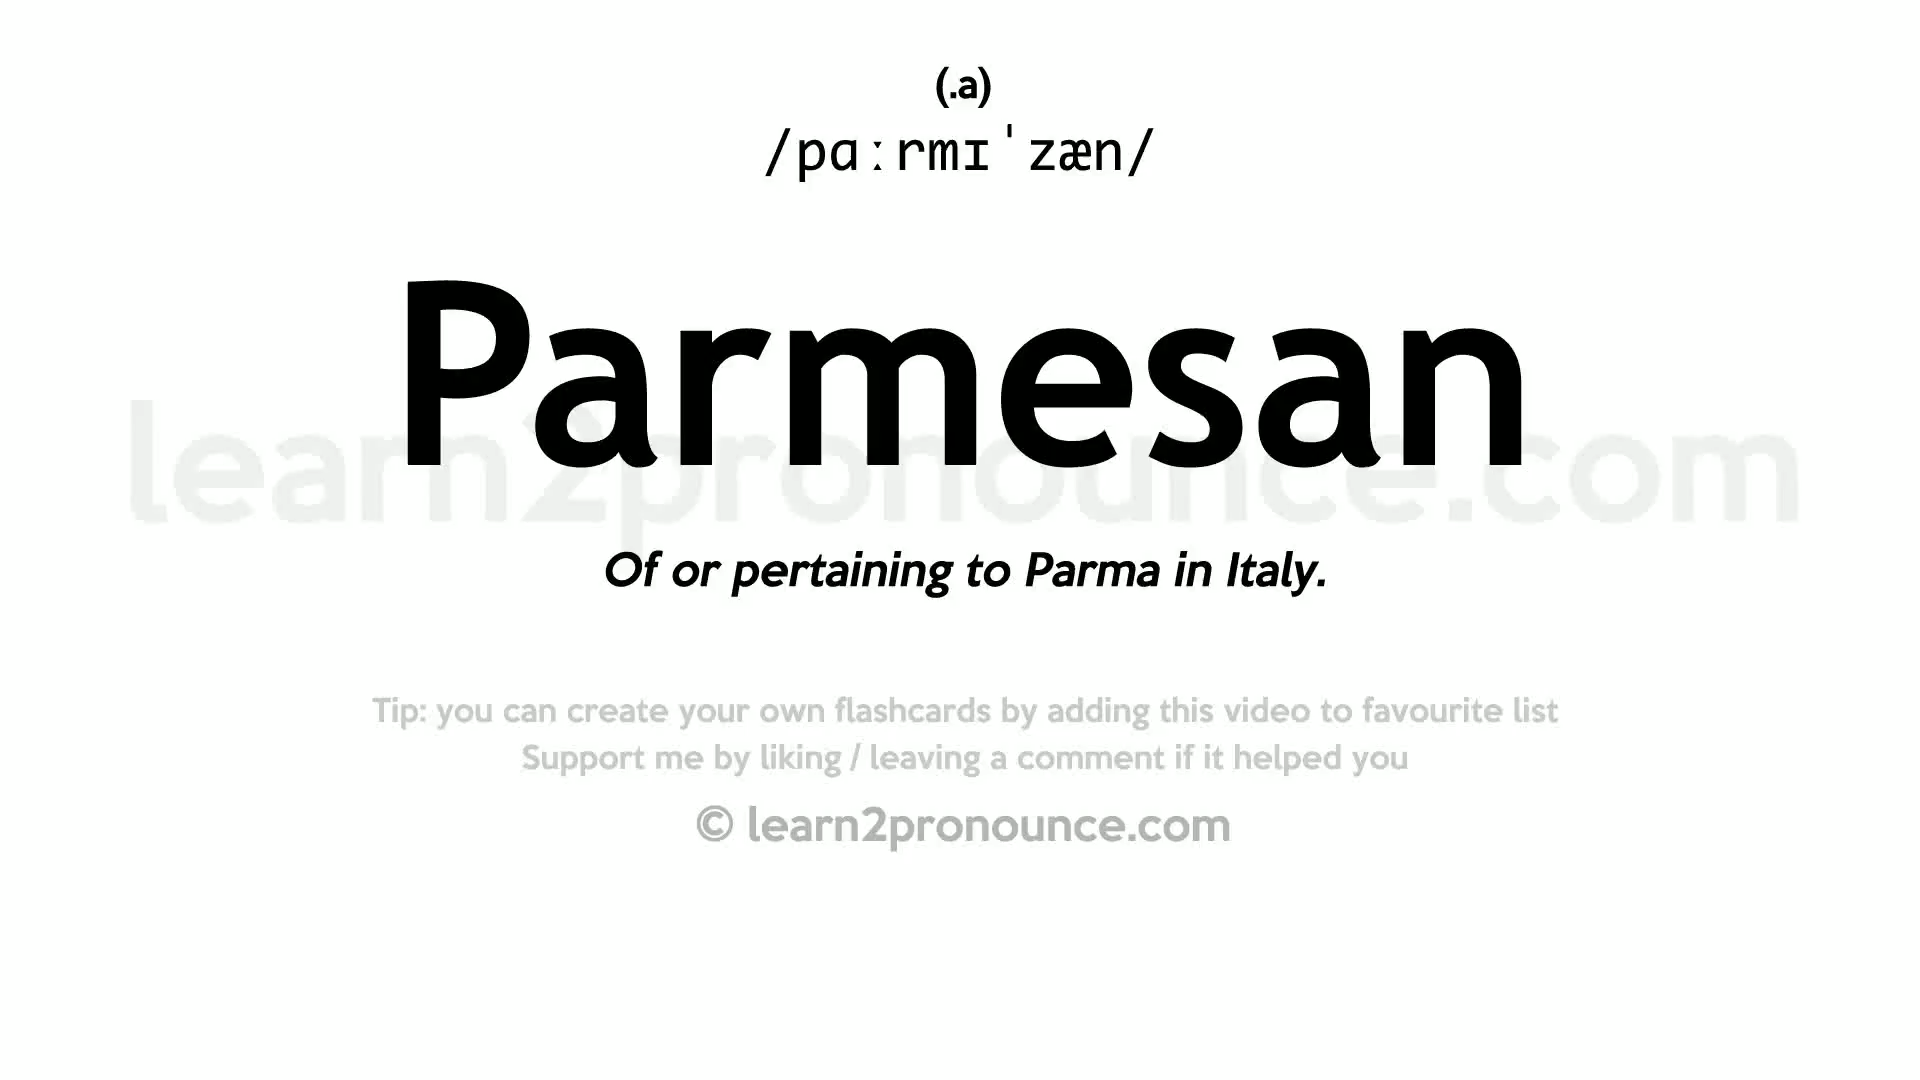 (.a)
/pɑːrmɪˈzæn/
Parmesan
learn2pronounce.com
Of or pertaining to Parma in Italy.
Tip: you can create your own flashcards by adding this video to favourite list
Support me by liking / leaving a comment if it helped you
© learn2pronounce.com